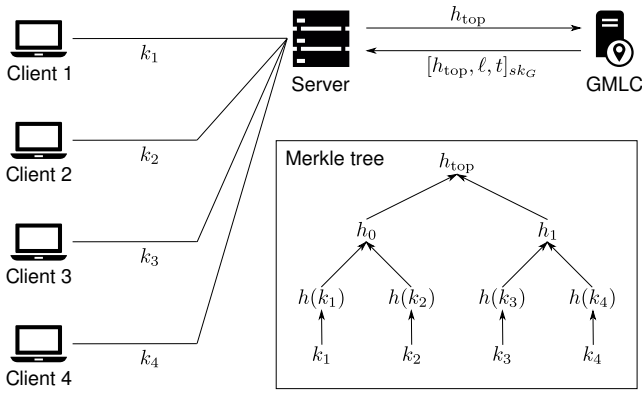 Client 1
k₁
Client 2
k₂
Client 3
k₃
Client 4
k₄
Server
h_top
[h_top, ℓ, t]_{sk_G}
GMLC
Merkle tree
h_top
h₀ h₁
h(k₁) h(k₂) h(k₃) h(k₄)
k₁ k₂ k₃ k₄